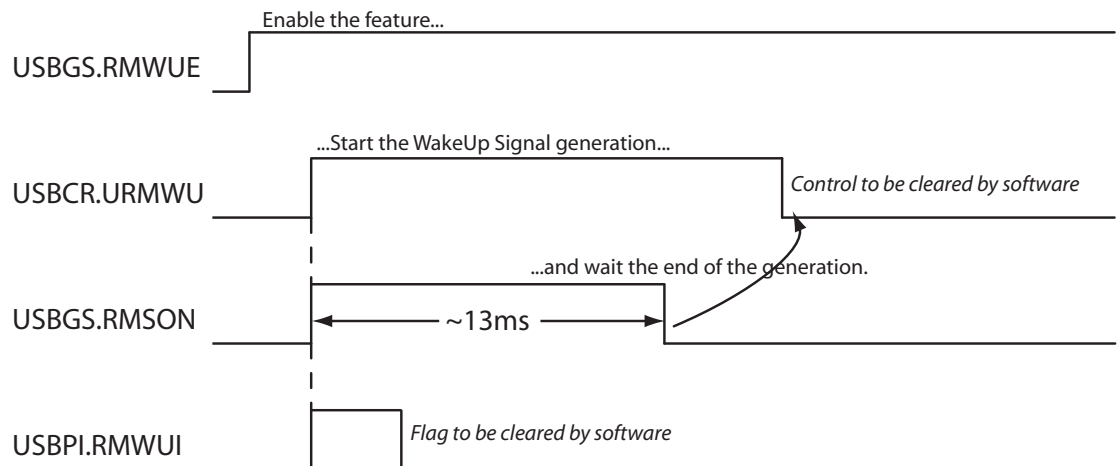 Enable the feature...
USBGS.RMWUE
...Start the WakeUp Signal generation...
USBCR.URMWU
Control to be cleared by software
...and wait the end of the generation.
USBGS.RMSON
~13ms
USBPI.RMWUI
Flag to be cleared by software